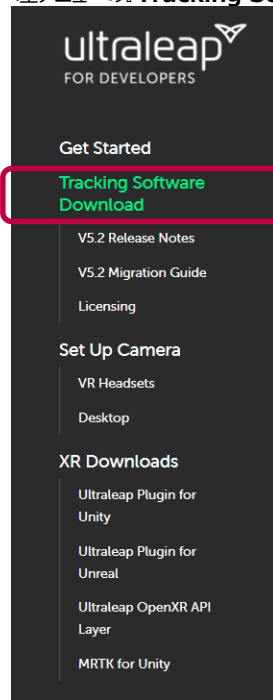 Tracking
ultraleap
FOR DEVELOPERS
Get Started
Tracking Software
Download
V5.2 Release Notes
V5.2 Migration Guide
Licensing
Set Up Camera
VR Headsets
Desktop
XR Downloads
Ultraleap Plugin for
Unity
Ultraleap Plugin for
Unreal
Ultraleap OpenXR API
Layer
MRTK for Unity